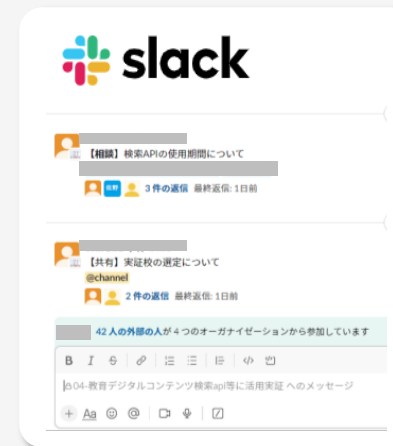 slack
【相談】検索APIの使用期間について
3 件の返信 最終返信: 1日前
【共有】実証校の選定について
@channel
2 件の返信 最終返信: 1日前
42 人の外部の人が 4 つのオーガナイゼーションから参加しています
B I S
04-教育デジタルコンテンツ検索api等に活用実証 へのメッセージ
+ Aa @